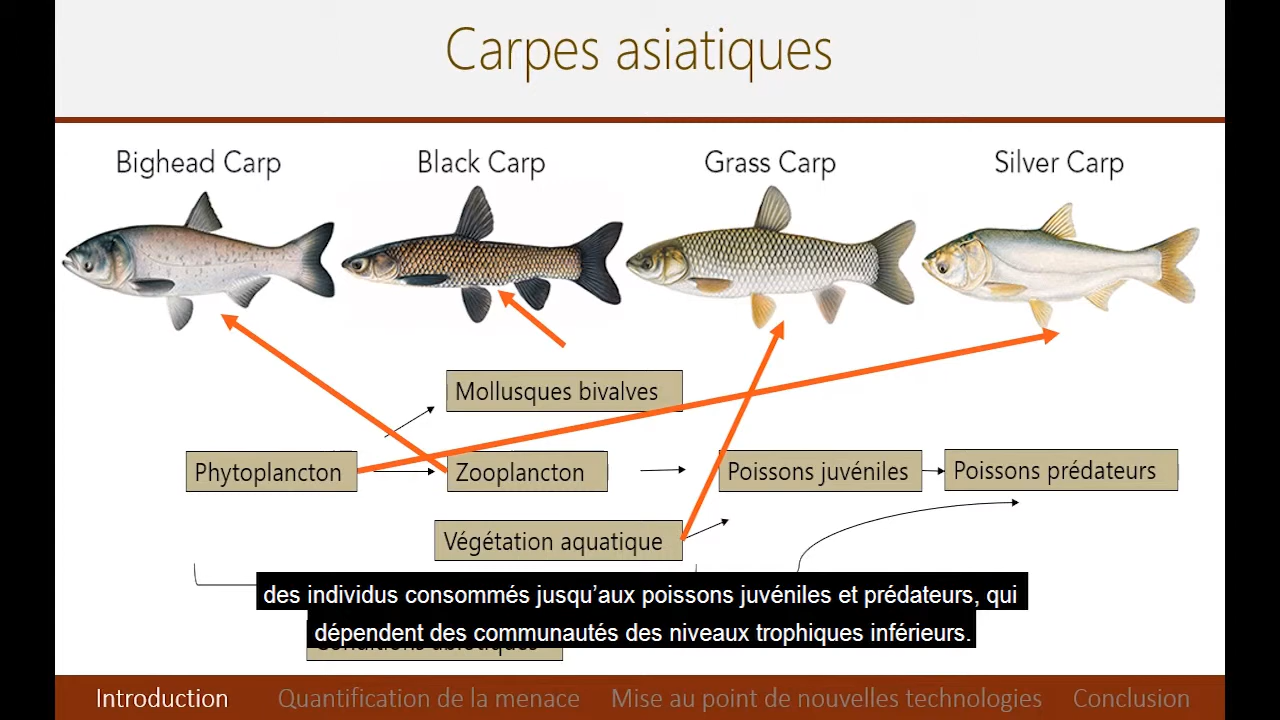 Carpes asiatiques
Bighead Carp
Black Carp
Grass Carp
Silver Carp
Mollusques bivalves
Phytoplancton
Zooplancton
Poissons juvéniles
Poissons prédateurs
Végétation aquatique
des individus consommés jusqu’aux poissons juvéniles et prédateurs, qui
dépendent des communautés des niveaux trophiques inférieurs.
Conditions abiotiques
Introduction
Quantification de la menace
Mise au point de nouvelles technologies
Conclusion